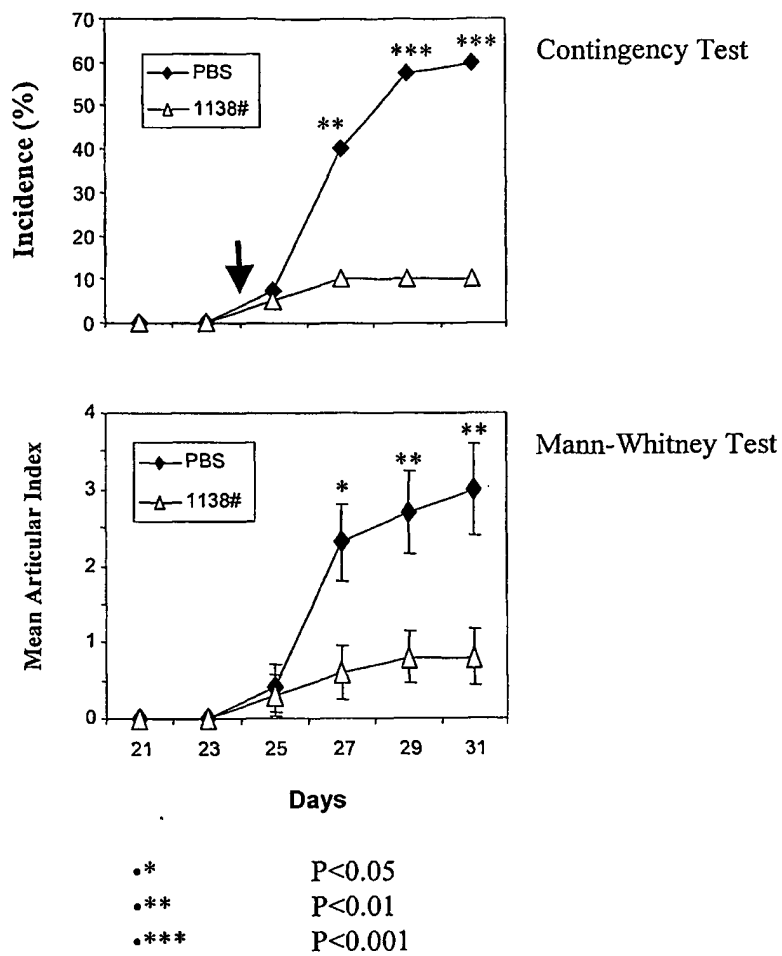 70
60
50
40
30
20
10
0
Incidence (%)
PBS
1138#
**
***
***
Contingency Test
4
3
2
1
0
Mean Articular Index
PBS
1138#
*
**
**
Mann-Whitney Test
21 23 25 27 29 31
Days
•* P<0.05
•** P<0.01
•*** P<0.001